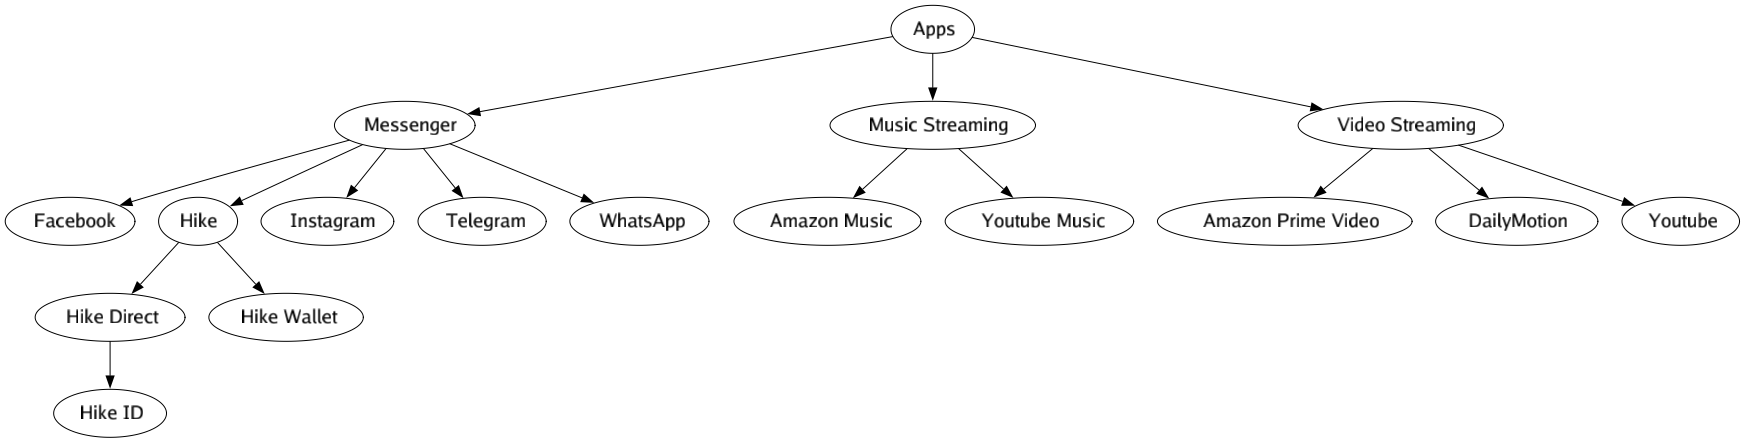 Apps
Messenger
Music Streaming
Video Streaming
Facebook
Hike
Instagram
Telegram
WhatsApp
Amazon Music
Youtube Music
Amazon Prime Video
DailyMotion
Youtube
Hike Direct
Hike Wallet
Hike ID